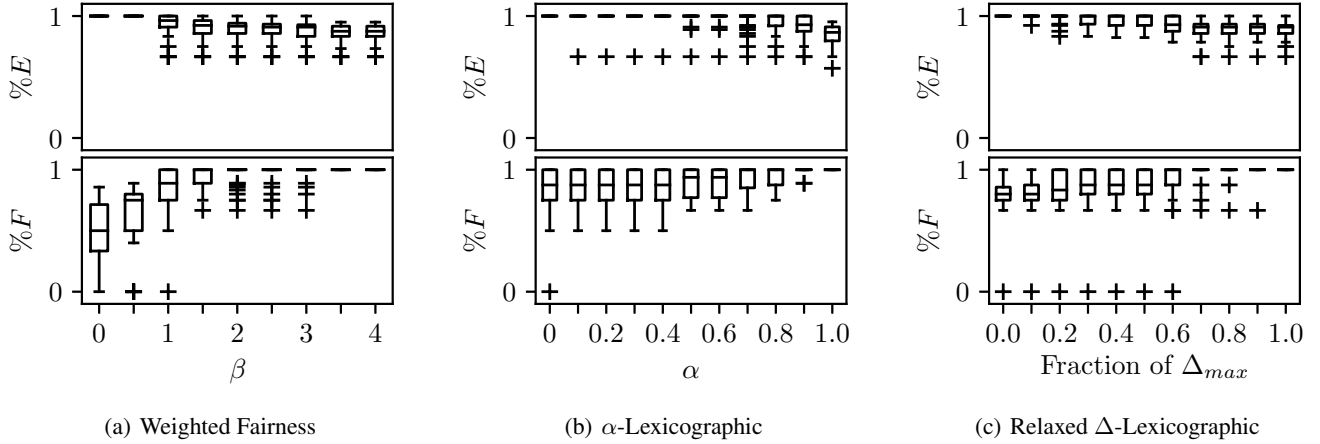 1
%E
0
1
%F
0
0 1 2 3 4
β
(a) Weighted Fairness
1
%E
0
1
%F
0
0 0.2 0.4 0.6 0.8 1.0
α
(b) α-Lexicographic
1
%E
0
1
%F
0
0.0 0.2 0.4 0.6 0.8 1.0
Fraction of Δmax
(c) Relaxed Δ-Lexicographic